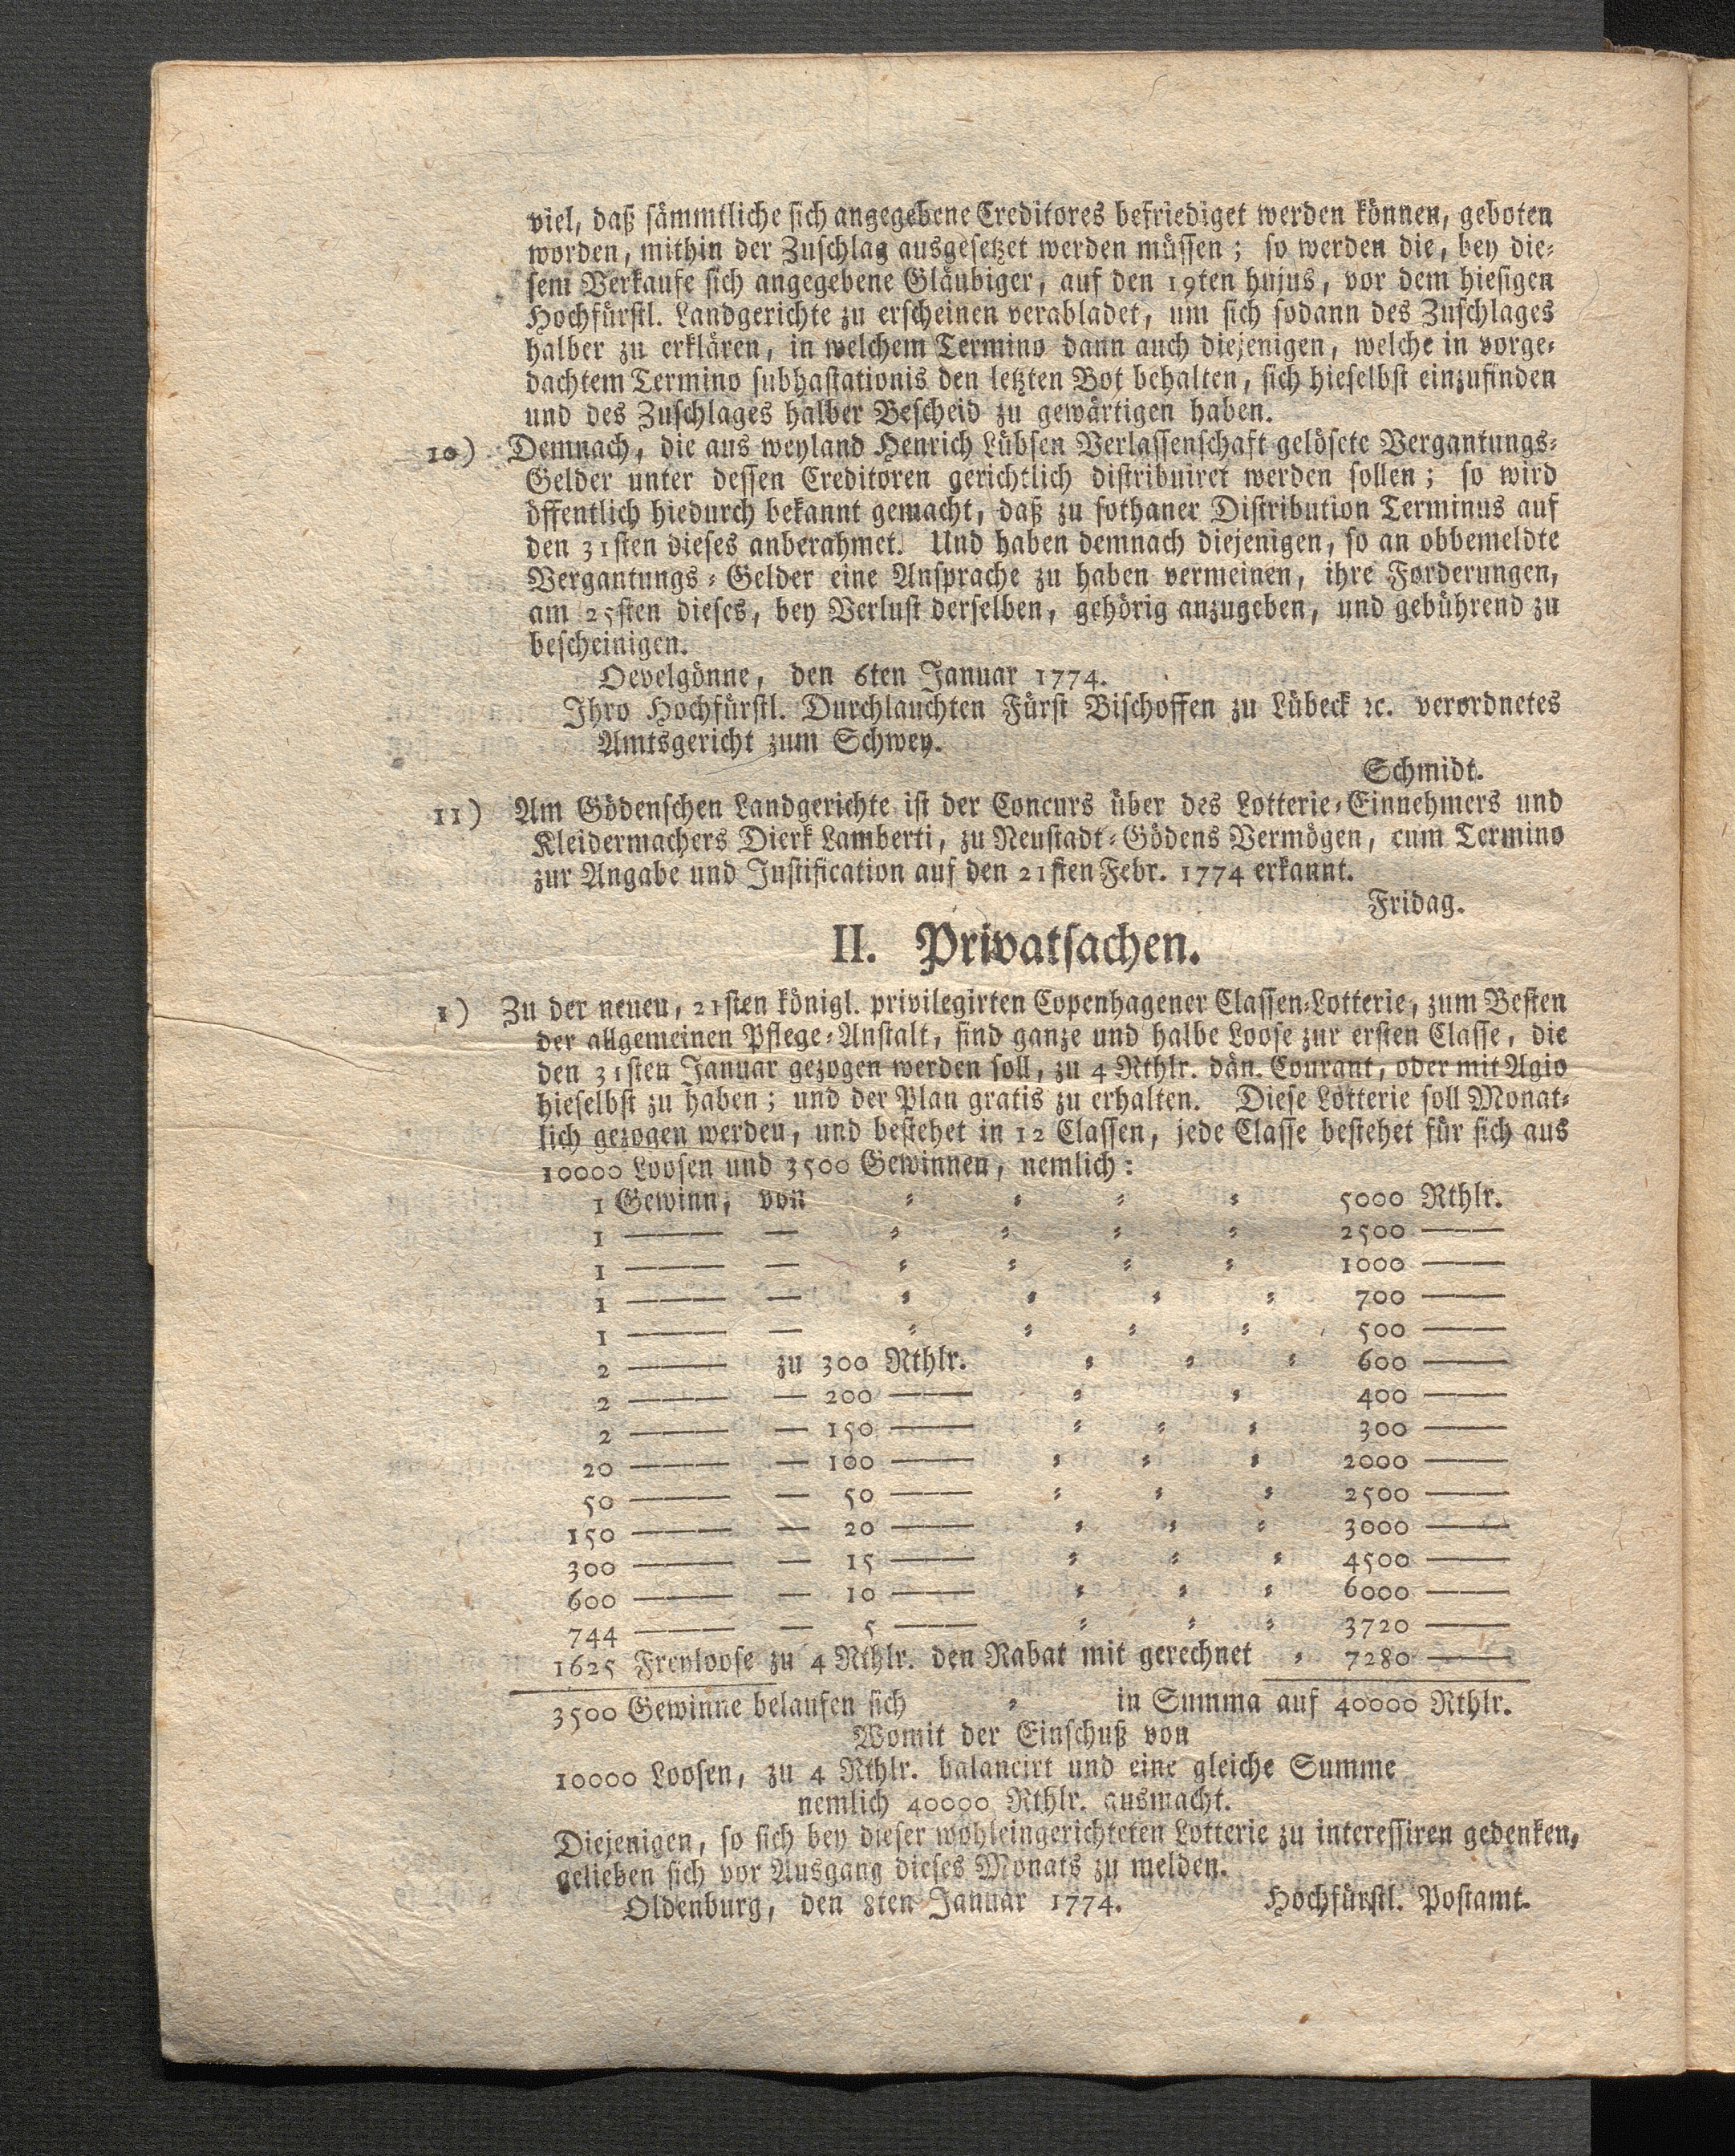 viel, daß sämmtliche sich angegebene Creditores befriediget werden können, geboten
worden, mithin der Zuschlag ausgesetzet werden müssen; so werden die, bey die-
sem Verkaufe sich angegebene Gläubiger, auf den 19ten hujus, vor dem hiesigen
Hochfürstl. Landgerichte zu erscheinen verabladet, um sich sodann des Zuschlages
halber zu erklären, in welchem Termino dann auch diejenigen, welche in vorge-
dachtem Termino subhastationis den letzten Bot behalten, sich hieselbst einzufinden
und des Zuschlages halber Bescheid zu gewärtigen haben.
10) Demnach, die aus weyland Henrich Lübsen Verlassenschaft gelösete Vergantungs-
Gelder unter dessen Creditoren gerichtlich distribuiret werden sollen; so wird
öffentlich hiedurch bekannt gemacht, daß zu sothaner Distribution Terminus auf
den 31sten dieses anberahmet. Und haben demnach diejenigen, so an obbemeldte
Vergantungs-Gelder eine Ansprache zu haben vermeinen, ihre Forderungen,
am 25sten dieses, bey Verlust derselben, gehörig anzugeben, und gebührend zu
bescheinigen.
Oevelgönne, den 6ten Januar 1774.
Ihro Hochfürstl. Durchlauchten Fürst Bischoffen zu Lübeck ꝛc. verordnetes
Amtsgericht zum Schwey.
Schmidt.
11) Am Gödenschen Landgerichte ist der Concurs über des Lotterie-Einnehmers und
Kleidermachers Dierk Lamberti, zu Neustadt-Gödens Vermögen, cum Termino
zur Angabe und Justification auf den 21sten Febr. 1774 erkannt.
Fridag.
II. Privatsachen.
1) Zu der neuen, 21sten königl. privilegirten Copenhagener Classen-Lotterie, zum Besten
der allgemeinen Pflege-Anstalt, sind ganze und halbe Loose zur ersten Classe, die
den 31sten Januar gezogen werden soll, zu 4 Rthlr. dän. Courant, oder mit Agio
hieselbst zu haben; und der Plan gratis zu erhalten. Diese Lotterie soll Monat-
lich gezogen werden, und bestehet in 12 Classen, jede Classe bestehet für sich aus
10000 Loosen und 3500 Gewinnen, nemlich:
1 Gewinn, von - - - - 5000 Rthlr.
1 — — - - - - 2500 —
1 — — - - - - 1000 —
1 — — - - - - 700 —
1 — — - - - - 500 —
2 — zu 300 Rthlr. - - - 600 —
2 — — 200 — - - 400 —
2 — — 150 — - - - 300 —
20 — — 100 — - - - 2000 —
50 — — 50 — - - - 2500 —
150 — — 20 — - - - 3000 —
300 — — 15 — - - - 4500 —
600 — — 10 — - - - 6000 —
744 — — 5 — - - - 3720 —
1625 Freyloose zu 4 Rthlr. den Rabat mit gerechnet - 7280 —
3500 Gewinne belaufen sich - in Summa auf 40000 Rthlr.
Womit der Einschuß von
10000 Loosen, zu 4 Rthlr. balancirt und eine gleiche Summe
nemlich 40000 Rthlr. ausmacht.
Diejenigen, so sich bey dieser wohleingerichteten Lotterie zu interessiren gedenken,
gelieben sich vor Ausgang dieses Monats zu melden.
Oldenburg, den 8ten Januar 1774. Hochfürstl. Postamt.